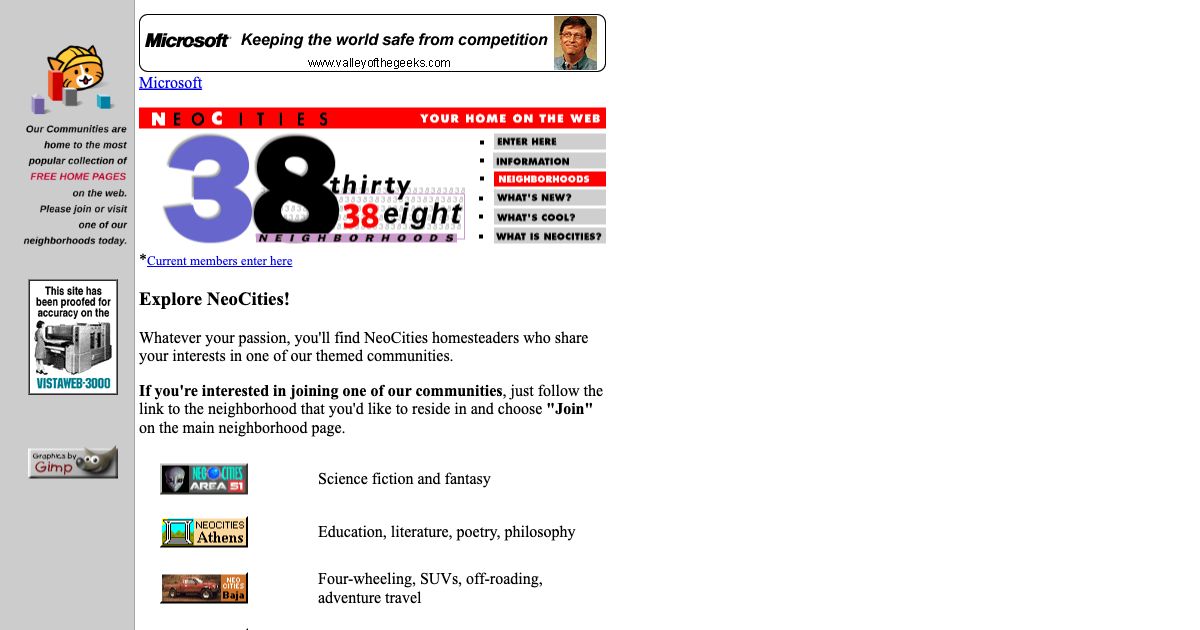 Microsoft Keeping the world safe from competition
www.valleyofthegeeks.com
Microsoft
Our Communities are
home to the most
popular collection of
FREE HOME PAGES
on the web.
Please join or visit
one of our
neighborhoods today.
This site has
been proofed for
accuracy on the
VISTAWEB-3000
Graphics by
Gimp
NEOCITIES YOUR HOME ON THE WEB
38 thirty
38 eight
NEIGHBORHOODS
ENTER HERE
INFORMATION
NEIGHBORHOODS
WHAT'S NEW?
WHAT'S COOL?
WHAT IS NEOCITIES?
*Current members enter here
Explore NeoCities!
Whatever your passion, you'll find NeoCities homesteaders who share
your interests in one of our themed communities.
If you're interested in joining one of our communities, just follow the
link to the neighborhood that you'd like to reside in and choose "Join"
on the main neighborhood page.
NEOCITIES
AREA 51
Science fiction and fantasy
NEOCITIES
Athens
Education, literature, poetry, philosophy
NEO
CITIES
Baja
Four-wheeling, SUVs, off-roading,
adventure travel